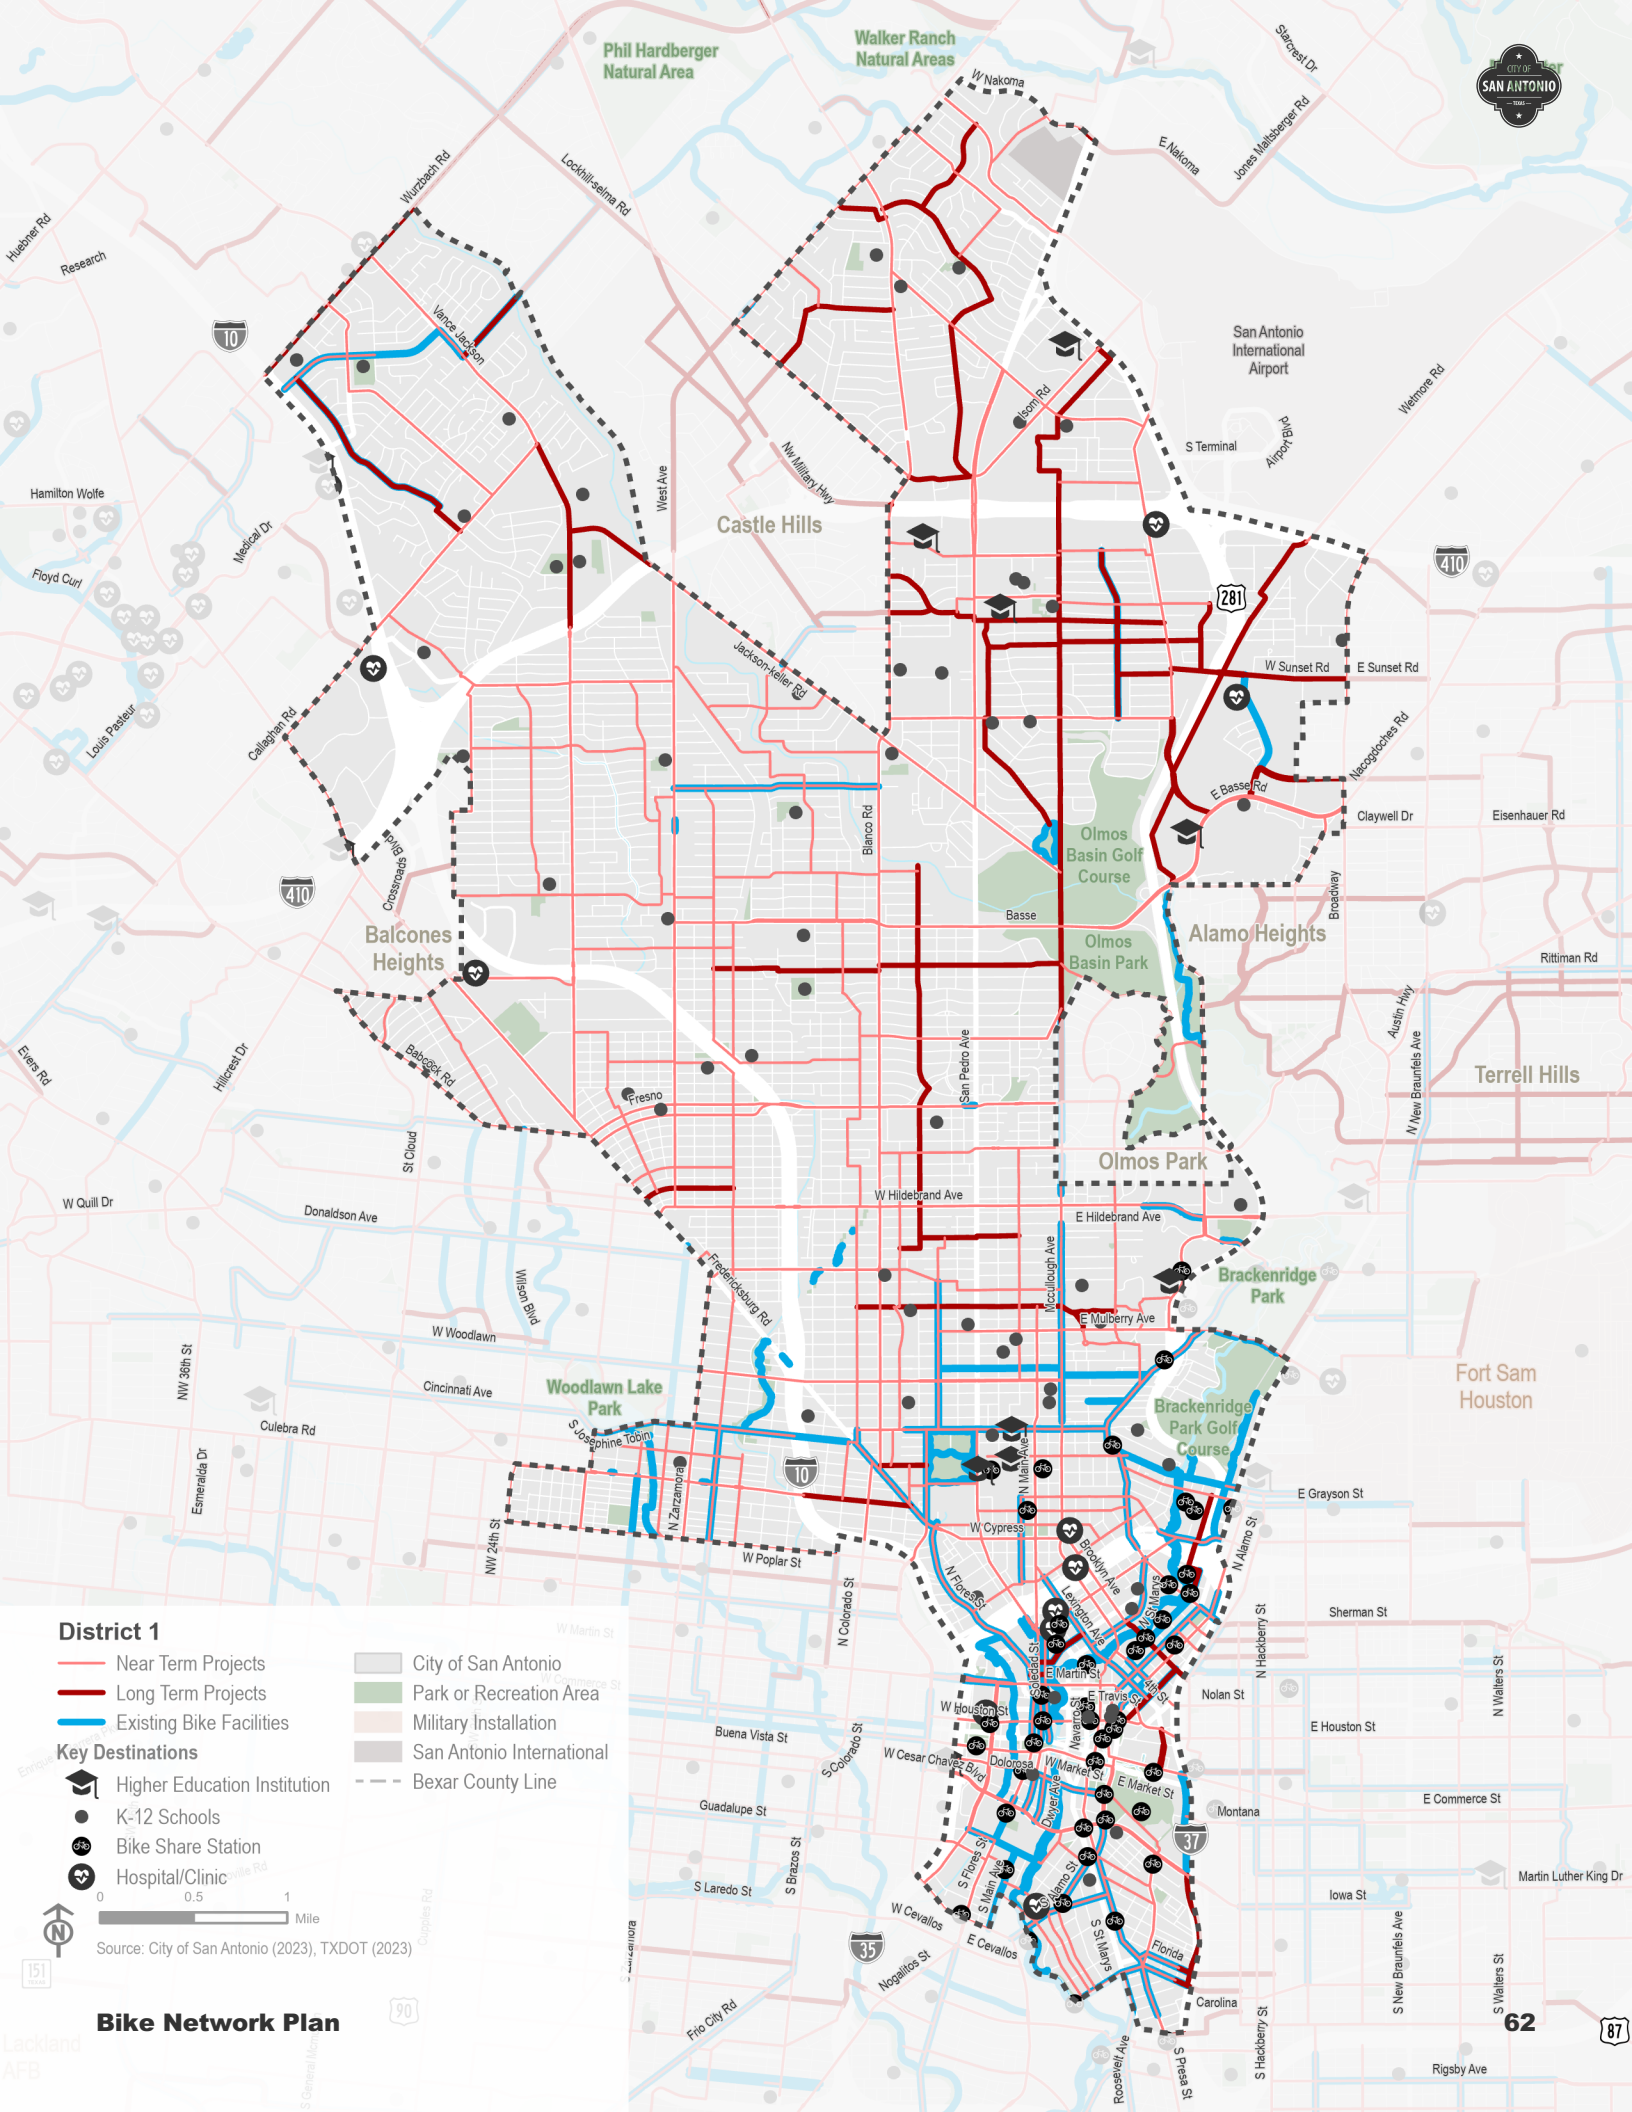 Phil Hardberger
Natural Area
Walker Ranch
Natural Areas
W Nakoma
Starcrest Dr
CITY OF
SAN ANTONIO
TEXAS
E Nakoma
Jones Maltsberger Rd
Wurzbach Rd
Lockhill-selma Rd
Huebner Rd
Research
10
Vance Jackson
San Antonio
International
Airport
Isom Rd
Wetmore Rd
S Terminal
Airport Blvd
Nw Military Hwy
West Ave
Hamilton Wolfe
Medical Dr
Castle Hills
Floyd Curl
410
281
Jackson-keller Rd
W Sunset Rd
E Sunset Rd
Callaghan Rd
Louis Pasteur
Nacogdoches Rd
E Basse Rd
Claywell Dr
Eisenhauer Rd
Blanco Rd
Olmos
Basin Golf
Course
Crossroads Blvd
410
Broadway
Basse
Balcones
Heights
Alamo Heights
Olmos
Basin Park
Rittiman Rd
Austin Hwy
Evers Rd
Hillcrest Dr
Babcock Rd
San Pedro Ave
N New Braunfels Ave
Terrell Hills
Fresno
St Cloud
Olmos Park
W Quill Dr
Donaldson Ave
W Hildebrand Ave
E Hildebrand Ave
Mccullough Ave
Fredericksburg Rd
Wilson Blvd
Brackenridge
Park
E Mulberry Ave
W Woodlawn
NW 36th St
Cincinnati Ave
Woodlawn Lake
Park
Fort Sam
Houston
Brackenridge
Park Golf
Course
Culebra Rd
S Josephine Tobin
Esmeralda Dr
N Zarzamora
10
N Main Ave
E Grayson St
NW 24th St
W Poplar St
W Cypress
Brooklyn Ave
N Alamo St
N Flores St
Lexington Ave
W St Marys
N Colorado St
Sherman St
N Hackberry St
W Martin St
Soledad St
E Martin St
W Commerce St
4th St
E Travis St
Nolan St
N Walters St
W Houston St
Navarro St
E Houston St
Buena Vista St
S Colorado St
W Cesar Chavez Blvd
Dolorosa
W Market St
E Market St
Dwyer Ave
Guadalupe St
Montana
E Commerce St
37
S Flores St
S Main Ave
S Alamo St
Martin Luther King Dr
S Brazos St
S Laredo St
W Cevallos
Iowa St
E Cevallos
S St Marys
Florida
35
Nogalitos St
S Zarzamora
S New Braunfels Ave
S Walters St
Frio City Rd
Carolina
S Hackberry St
Roosevelt Ave
S Presa St
Rigsby Ave
87
District 1
Near Term Projects
Long Term Projects
Existing Bike Facilities
Key Destinations
Higher Education Institution
K-12 Schools
Bike Share Station
Hospital/Clinic
City of San Antonio
Park or Recreation Area
Military Installation
San Antonio International
Bexar County Line
0
0.5
1
Mile
N
Source: City of San Antonio (2023), TXDOT (2023)
151
90
Lackland
AFB
Bike Network Plan
62